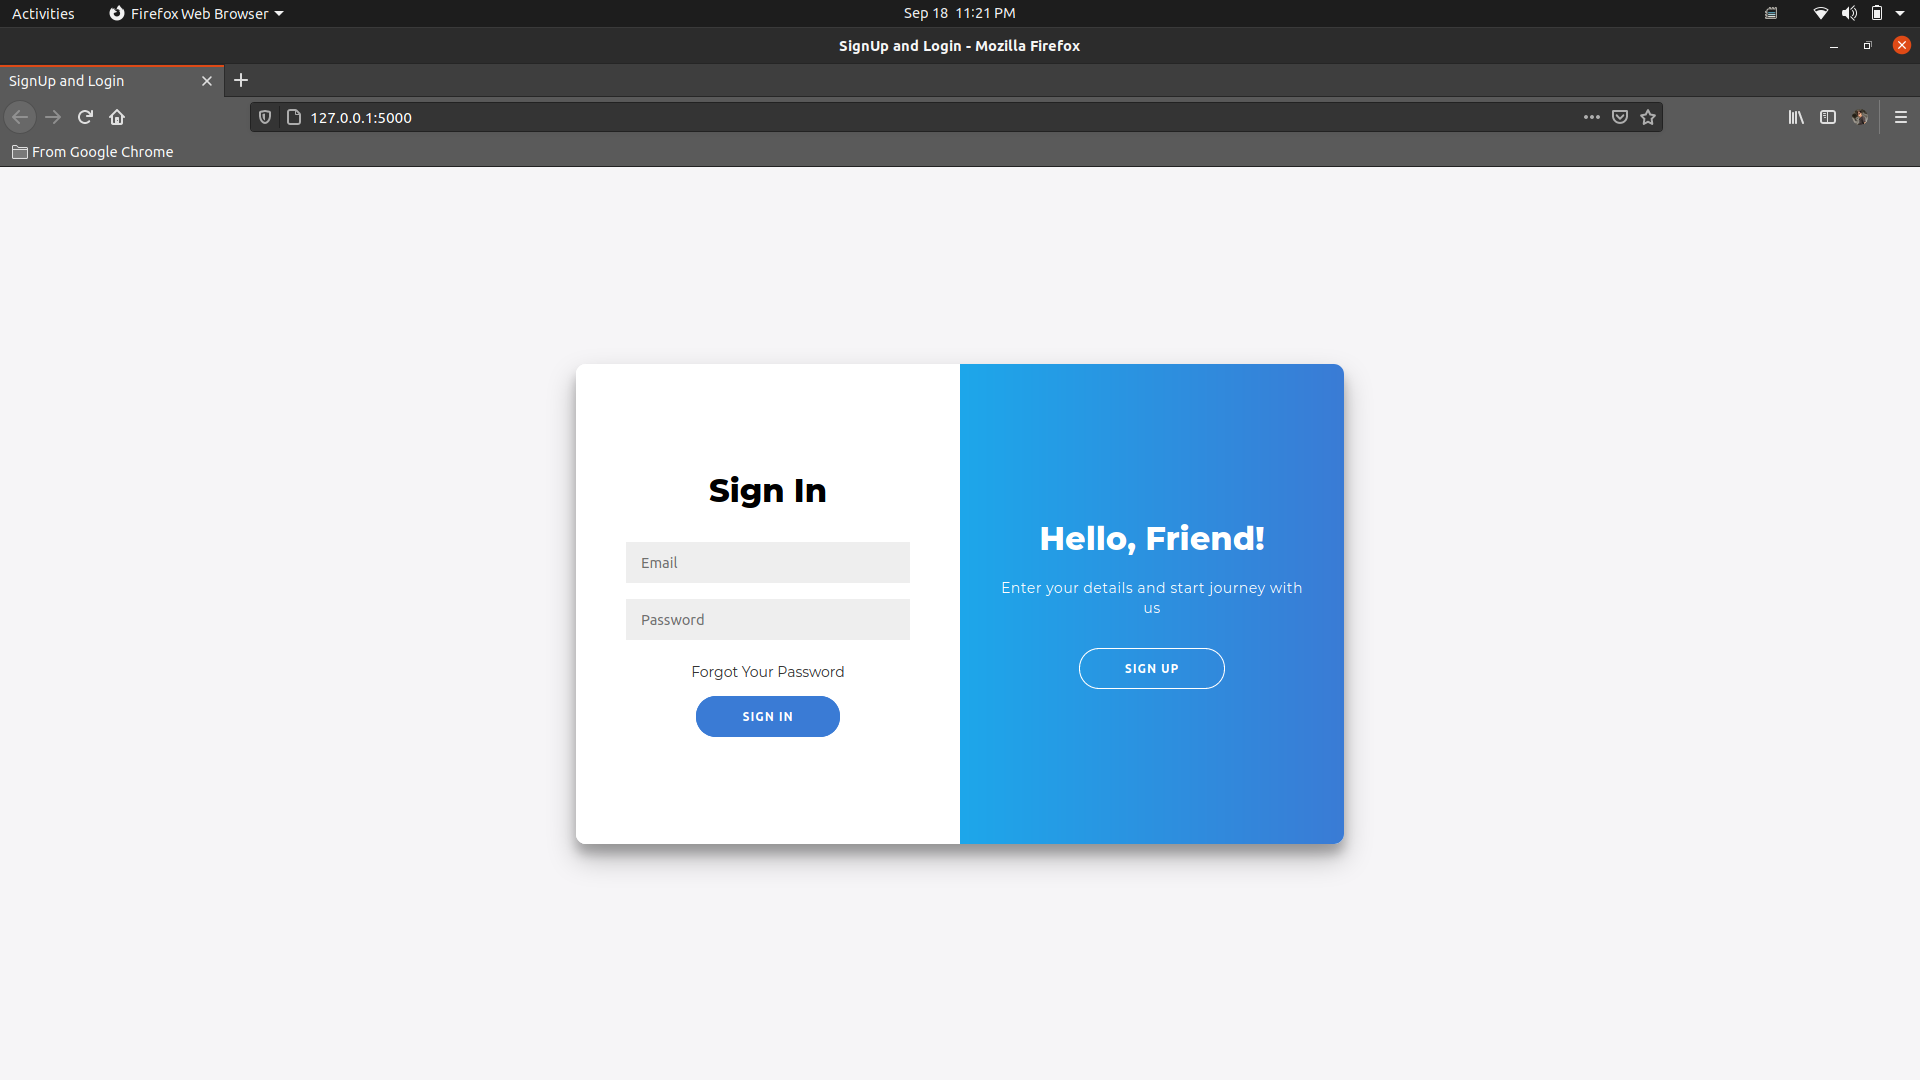 Activities
Firefox Web Browser
Sep 18 11:21 PM
SignUp and Login - Mozilla Firefox
SignUp and Login
127.0.0.1:5000
From Google Chrome
Sign In
Email
Password
Forgot Your Password
SIGN IN
Hello, Friend!
Enter your details and start journey with
us
SIGN UP